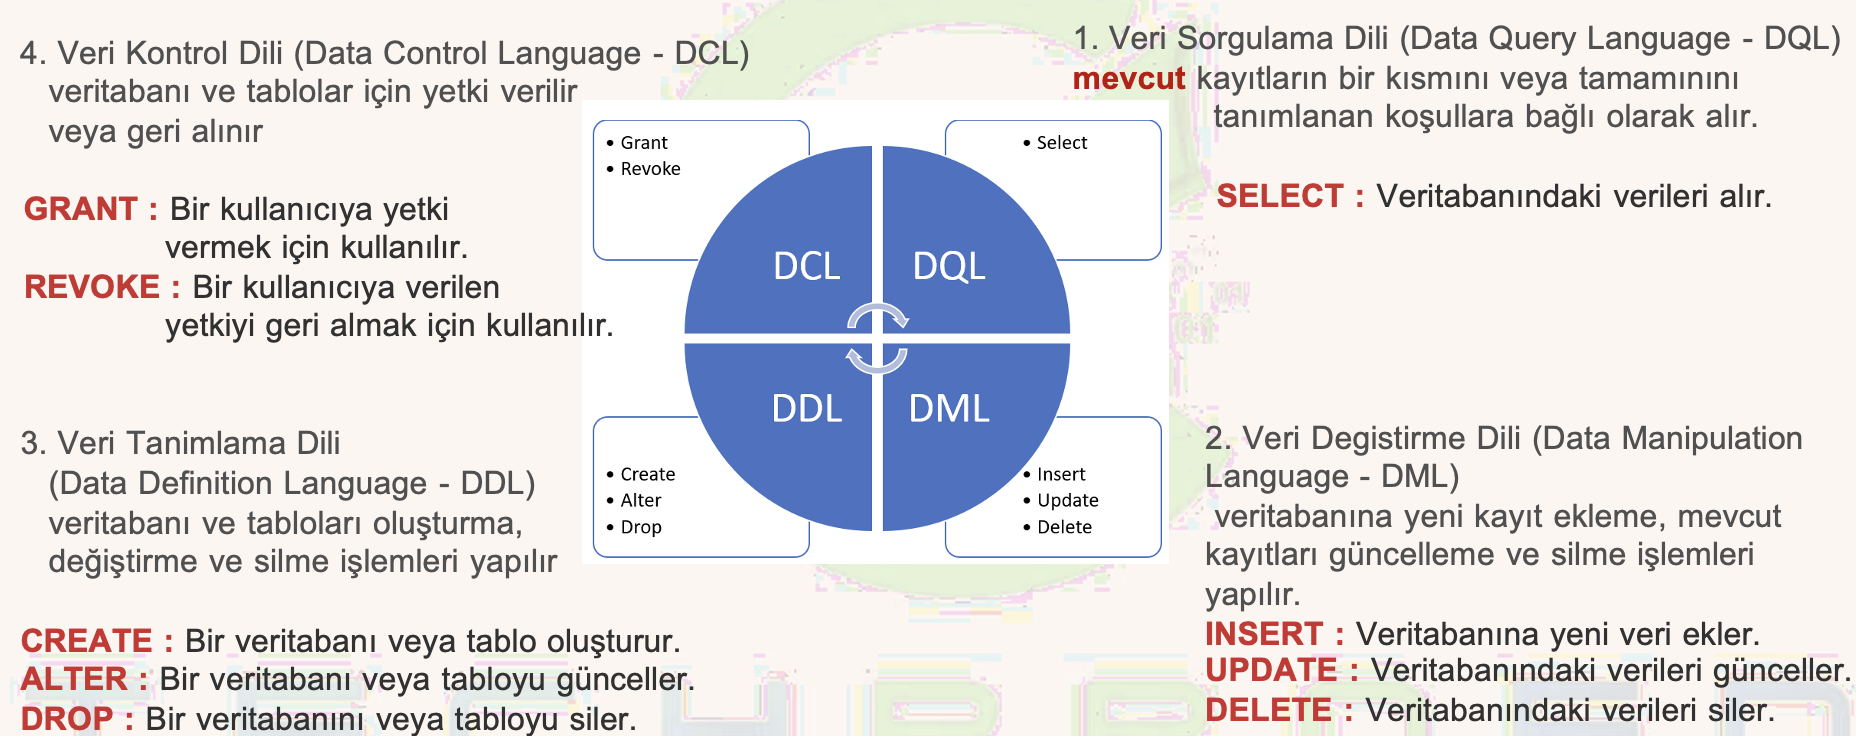 4. Veri Kontrol Dili (Data Control Language - DCL)
veritabanı ve tablolar için yetki verilir
veya geri alınır
GRANT : Bir kullanıcıya yetki
vermek için kullanılır.
REVOKE : Bir kullanıcıya verilen
yetkiyi geri almak için kullanılır.
1. Veri Sorgulama Dili (Data Query Language - DQL)
mevcut kayıtların bir kısmını veya tamamınını
tanımlanan koşullara bağlı olarak alır.
SELECT : Veritabanındaki verileri alır.
• Grant
• Revoke
• Select
DCL
DQL
DDL
DML
• Create
• Alter
• Drop
• Insert
• Update
• Delete
3. Veri Tanimlama Dili
(Data Definition Language - DDL)
veritabanı ve tabloları oluşturma,
değiştirme ve silme işlemleri yapılır
CREATE : Bir veritabanı veya tablo oluşturur.
ALTER : Bir veritabanı veya tabloyu günceller.
DROP : Bir veritabanını veya tabloyu siler.
2. Veri Degistirme Dili (Data Manipulation
Language - DML)
veritabanına yeni kayıt ekleme, mevcut
kayıtları güncelleme ve silme işlemleri
yapılır.
INSERT : Veritabanına yeni veri ekler.
UPDATE : Veritabanındaki verileri günceller.
DELETE : Veritabanındaki verileri siler.